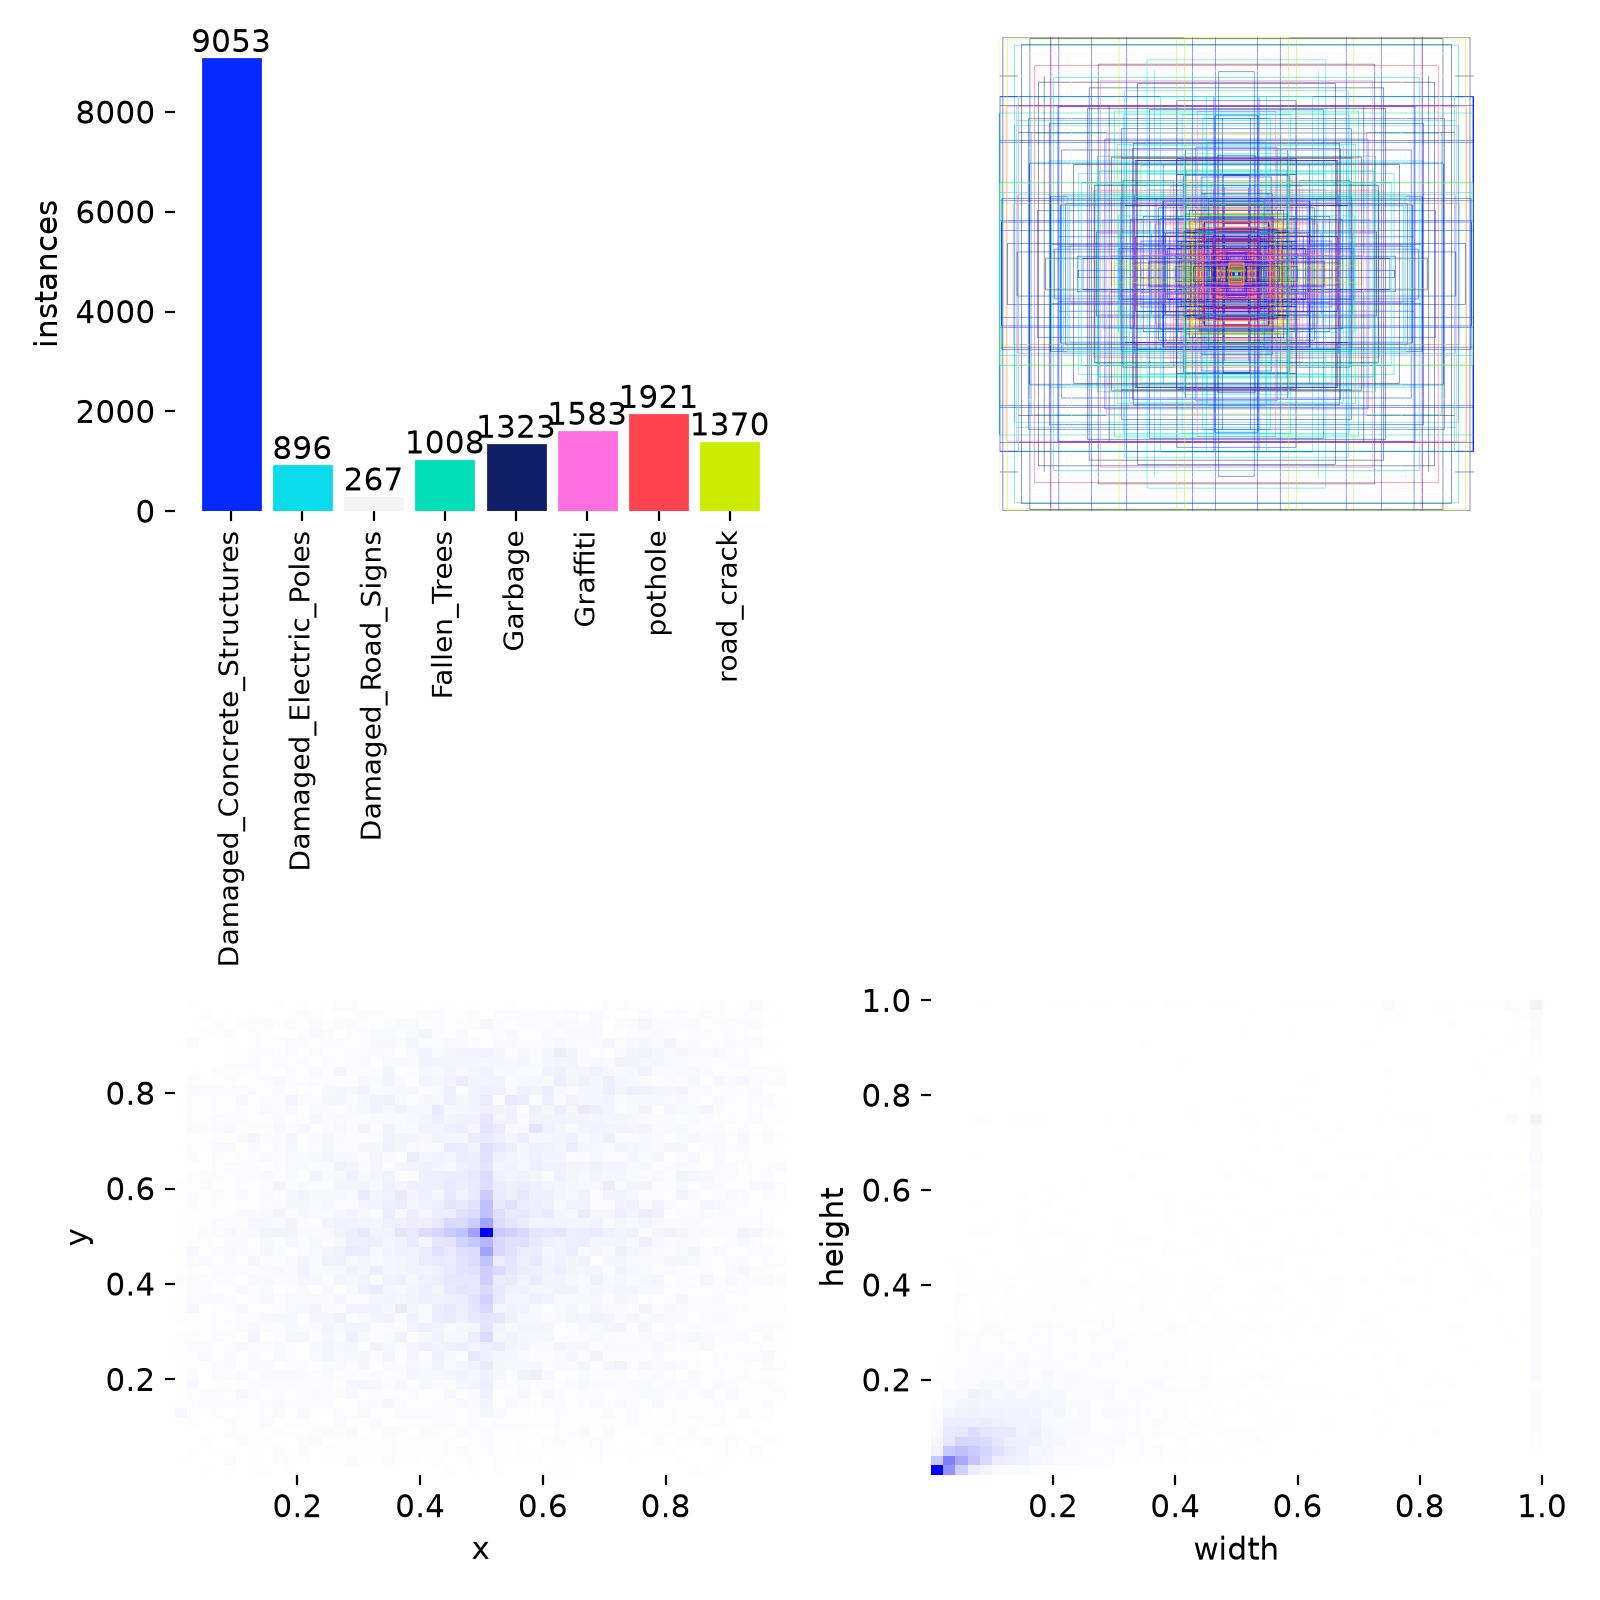 9053
896
267
1008
1323
1583
1921
1370
8000
6000
4000
2000
0
instances
Damaged_Concrete_Structures
Damaged_Electric_Poles
Damaged_Road_Signs
Fallen_Trees
Garbage
Graffiti
pothole
road_crack
0.8
0.6
0.4
0.2
y
0.2 0.4 0.6 0.8
x
1.0
0.8
0.6
0.4
0.2
height
0.2 0.4 0.6 0.8 1.0
width